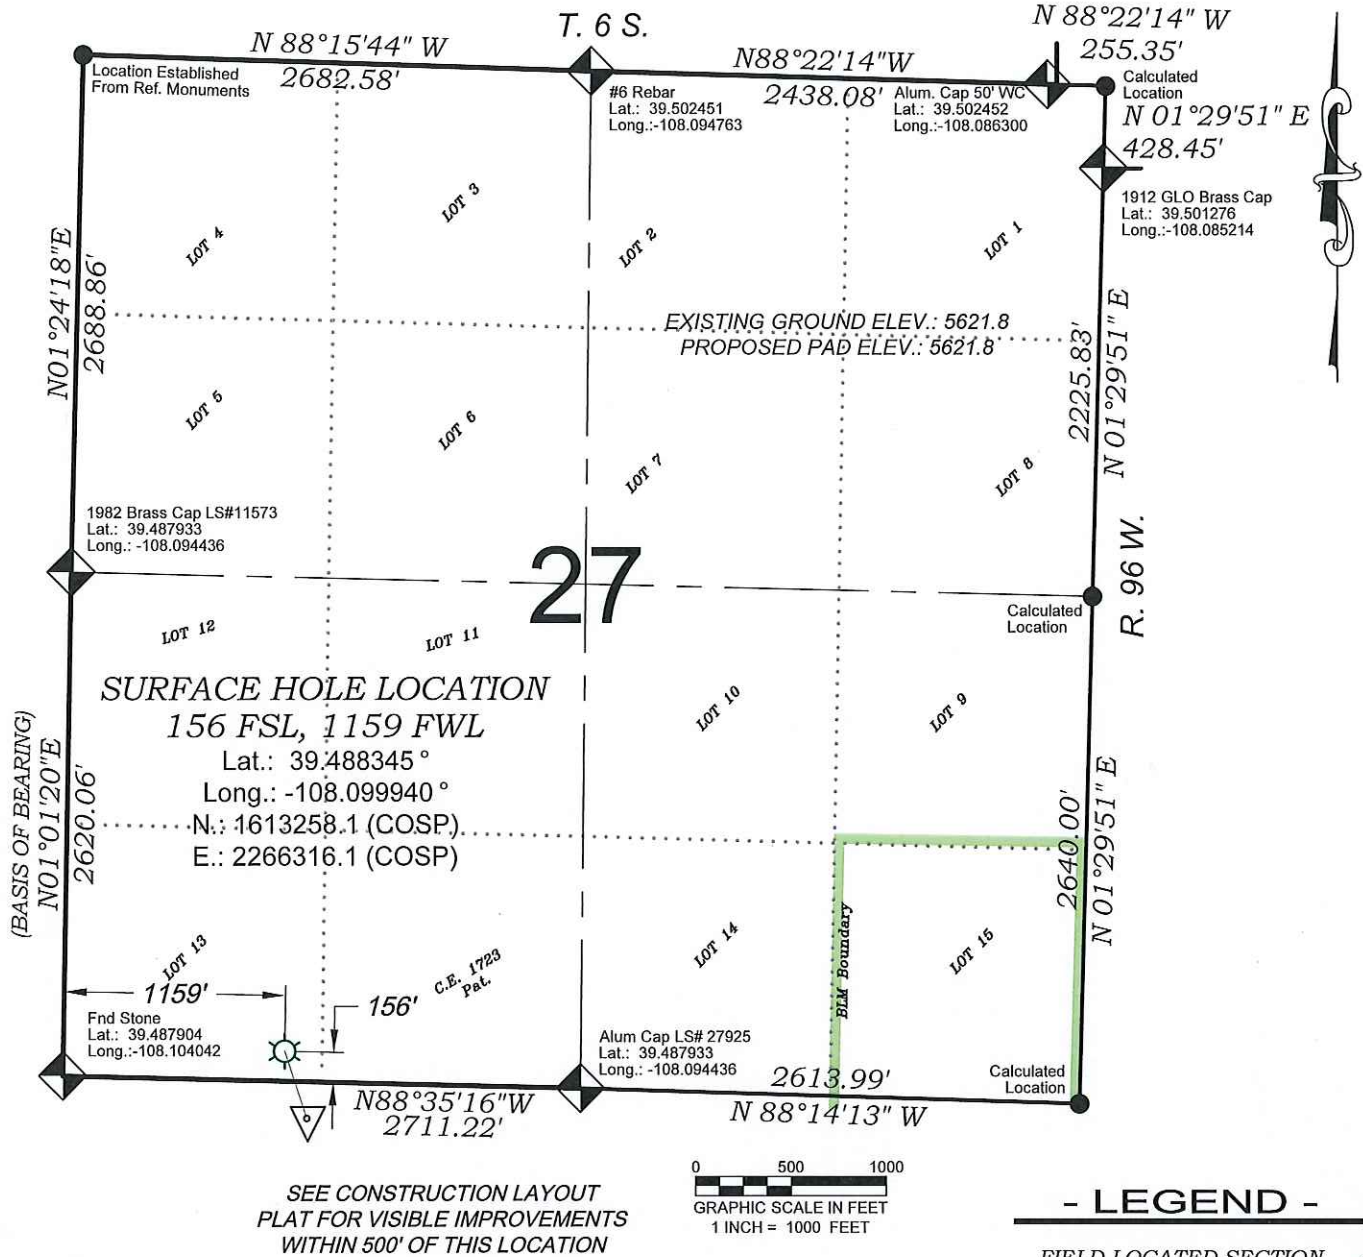 T. 6 S.
N 88°22'14" W
255.35'
N 88°15'44" W
2682.58'
N88°22'14"W
2438.08'
Location Established
From Ref. Monuments
#6 Rebar
Lat.: 39.502451
Long.:-108.094763
Alum. Cap 50' WC
Lat.: 39.502452
Long.:-108.086300
Calculated
Location
N 01°29'51" E
428.45'
1912 GLO Brass Cap
Lat.: 39.501276
Long.:-108.085214
LOT 4
LOT 3
LOT 2
LOT 1
N01°24'18"E
2688.86'
EXISTING GROUND ELEV.: 5621.8
PROPOSED PAD ELEV.: 5621.8
2225.83'
N 01°29'51" E
LOT 5
LOT 6
LOT 7
LOT 8
1982 Brass Cap LS#11573
Lat.: 39.487933
Long.: -108.094436
27
R. 96 W.
Calculated
Location
LOT 12
LOT 11
LOT 10
LOT 9
SURFACE HOLE LOCATION
156 FSL, 1159 FWL
Lat.: 39.488345 °
Long.: -108.099940 °
N.: 1613258.1 (COSP)
E.: 2266316.1 (COSP)
(BASIS OF BEARING)
N01°01'20"E
2620.06'
2640.00'
N 01°29'51" E
LOT 13
C.E. 1723
Pat.
LOT 14
BLM Boundary
LOT 15
1159'
156'
Fnd Stone
Lat.: 39.487904
Long.:-108.104042
Alum Cap LS# 27925
Lat.: 39.487933
Long.: -108.094436
Calculated
Location
N88°35'16"W
2711.22'
2613.99'
N 88°14'13" W
SEE CONSTRUCTION LAYOUT
PLAT FOR VISIBLE IMPROVEMENTS
WITHIN 500' OF THIS LOCATION
0 500 1000
GRAPHIC SCALE IN FEET
1 INCH = 1000 FEET
- LEGEND -
FIELD LOCATED SECTION